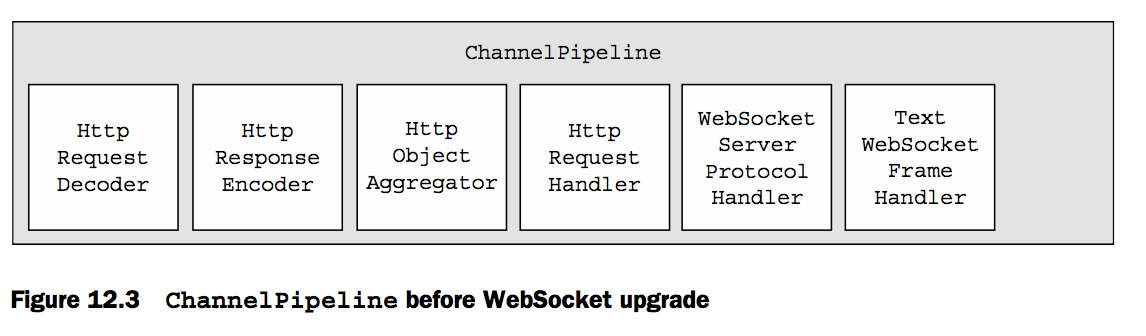 ChannelPipeline
Http
Request
Decoder
Http
Response
Encoder
Http
Object
Aggregator
Http
Request
Handler
WebSocket
Server
Protocol
Handler
Text
WebSocket
Frame
Handler
Figure 12.3 ChannelPipeline before WebSocket upgrade